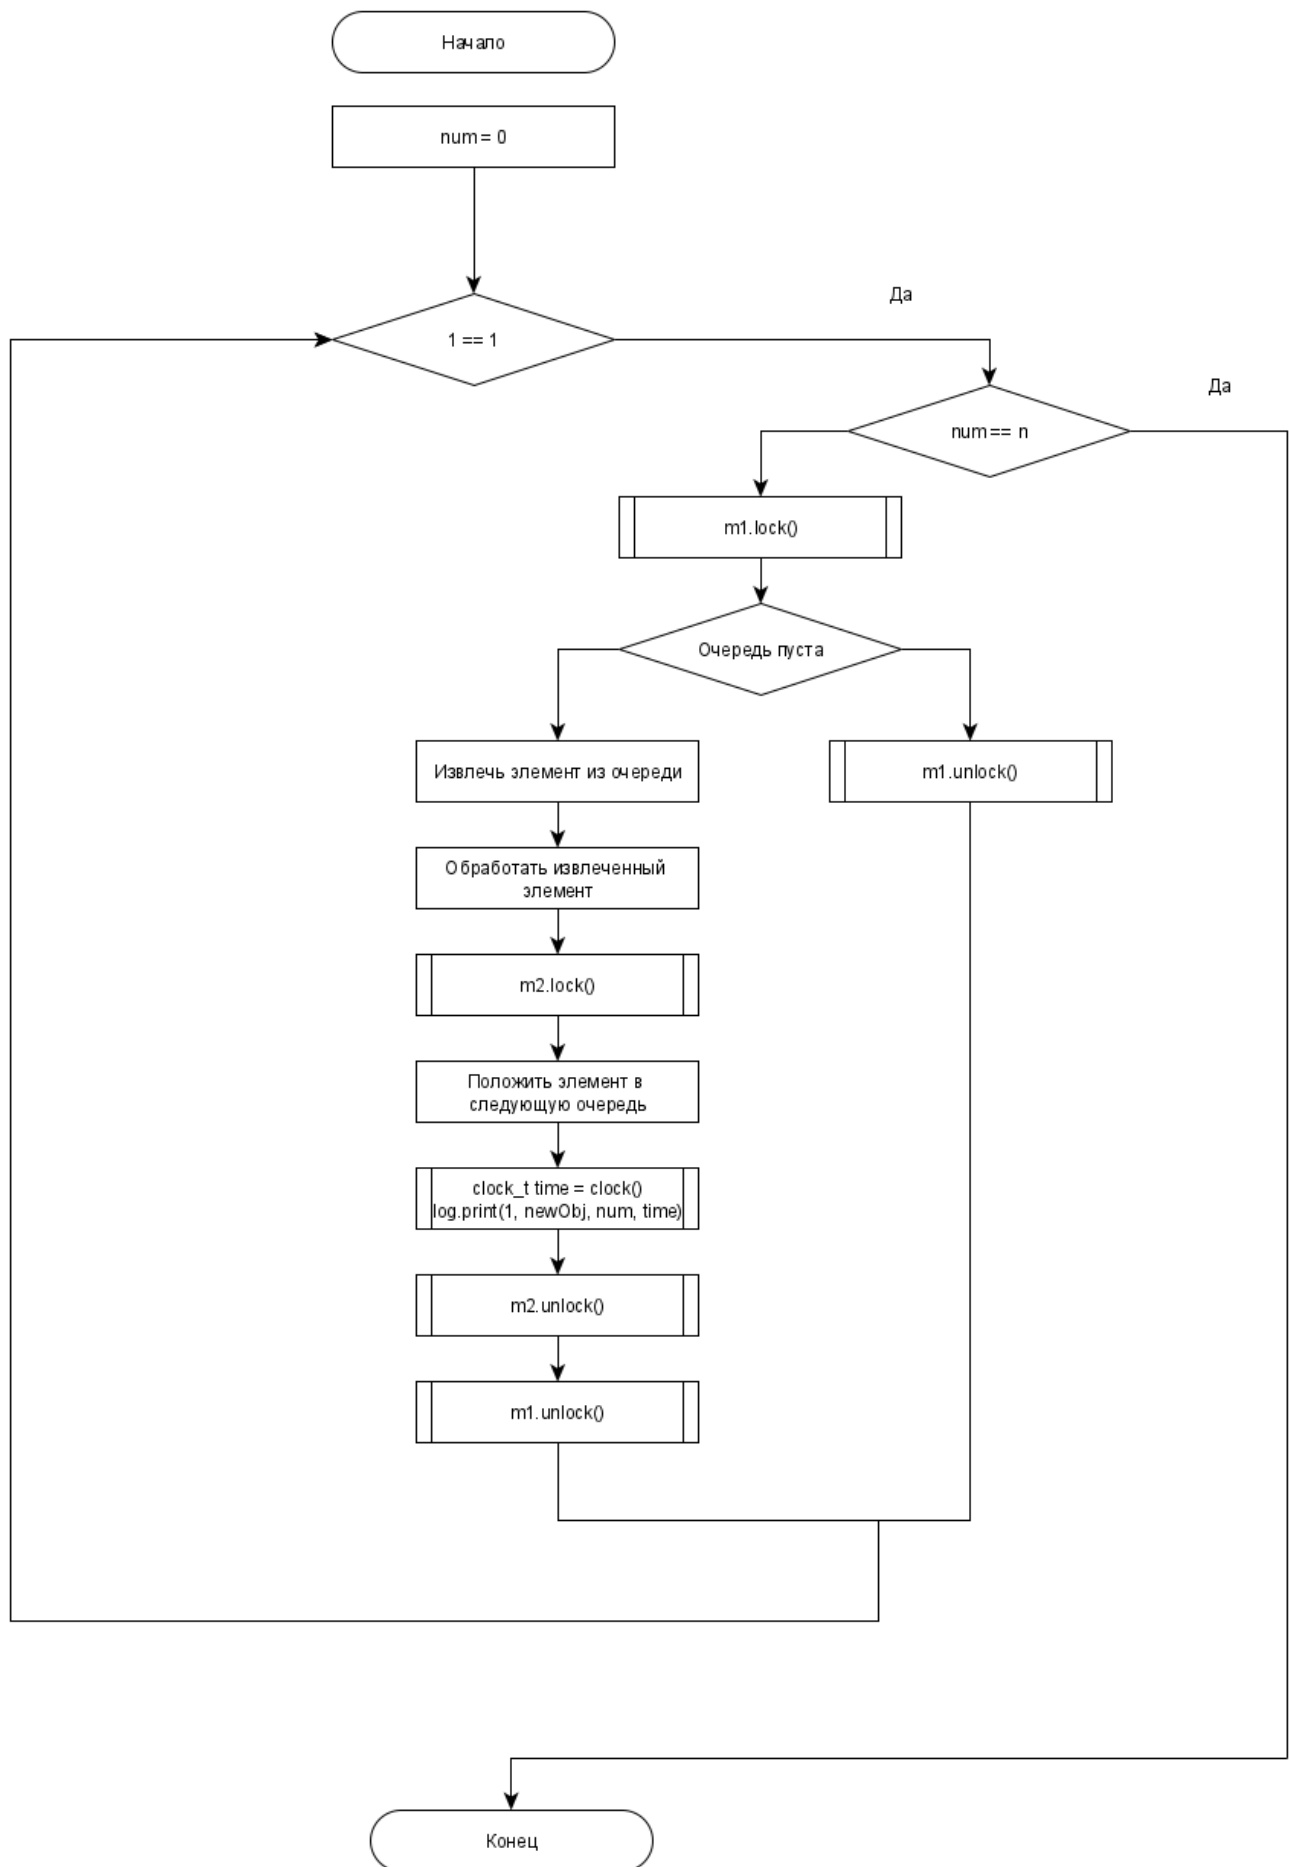 Начало
num = 0
Да
1 == 1
Да
num == n
m1.lock()
Очередь пуста
Извлечь элемент из очереди
m1.unlock()
Обработать извлеченный
элемент
m2.lock()
Положить элемент в
следующую очередь
clock_t time = clock()
log.print(1, newObj, num, time)
m2.unlock()
m1.unlock()
Конец